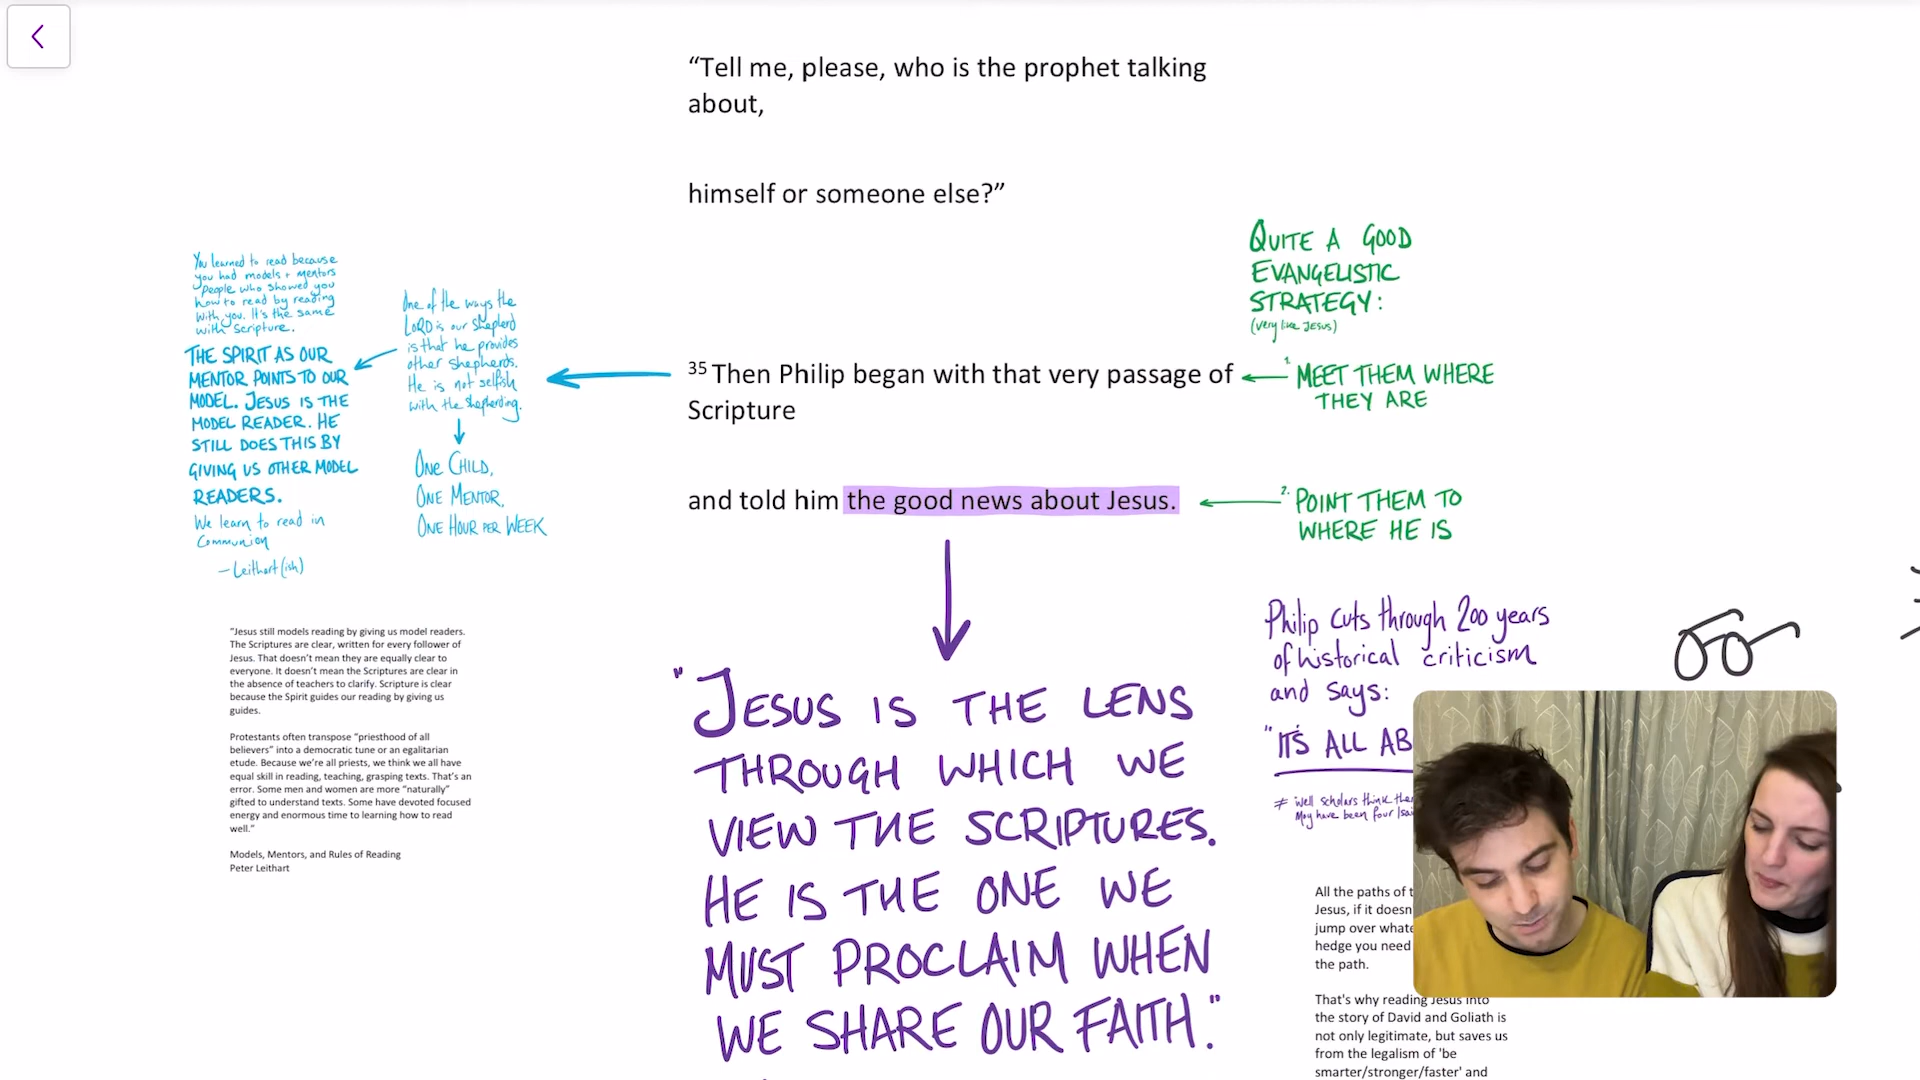 “Tell me, please, who is the prophet talking
about,
himself or someone else?”
QUITE A GOOD
EVANGELISTIC
STRATEGY:
(very like JESUS)
You learned to read because
you had models + mentors
People who showed you
how to read by reading
with you. It's the same
with Scripture.
THE SPIRIT AS OUR
MENTOR POINTS TO OUR
MODEL. JESUS IS THE
MODEL READER. HE
STILL DOES THIS BY
GIVING US OTHER MODEL
READERS.
We learn to read in
Communion
— Leithart (ish)
One of the ways the
LORD is our shepherd
is that he provides
other shepherds.
He is not selfish
with the shepherding.
ONE CHILD,
ONE MENTOR,
ONE HOUR PER WEEK
35 Then Philip began with that very passage of
Scripture
1. MEET THEM WHERE
THEY ARE
and told him the good news about Jesus.
2. POINT THEM TO
WHERE HE IS
"Jesus still models reading by giving us model readers.
The Scriptures are clear, written for every follower of
Jesus. That doesn't mean they are equally clear to
everyone. It doesn't mean the Scriptures are clear in
the absence of teachers to clarify. Scripture is clear
because the Spirit guides our reading by giving us
guides.
Protestants often transpose "priesthood of all
believers" into a democratic tune or an egalitarian
etude. Because we're all priests, we think we all have
equal skill in reading, teaching, grasping texts. That's an
error. Some men and women are more "naturally"
gifted to understand texts. Some have devoted focused
energy and enormous time to learning how to read
well."
Models, Mentors, and Rules of Reading
Peter Leithart
"JESUS IS THE LENS
THROUGH WHICH WE
VIEW THE SCRIPTURES.
HE IS THE ONE WE
MUST PROCLAIM WHEN
WE SHARE OUR FAITH."
Philip cuts through 200 years
of historical criticism
and says:
"IT'S ALL AB
≠ well scholars think the
May have been four Isai
All the paths of t
Jesus, if it doesn
jump over what
hedge you need
the path.
That's why reading Jesus into
the story of David and Goliath is
not only legitimate, but saves us
from the legalism of 'be
smarter/stronger/faster' and